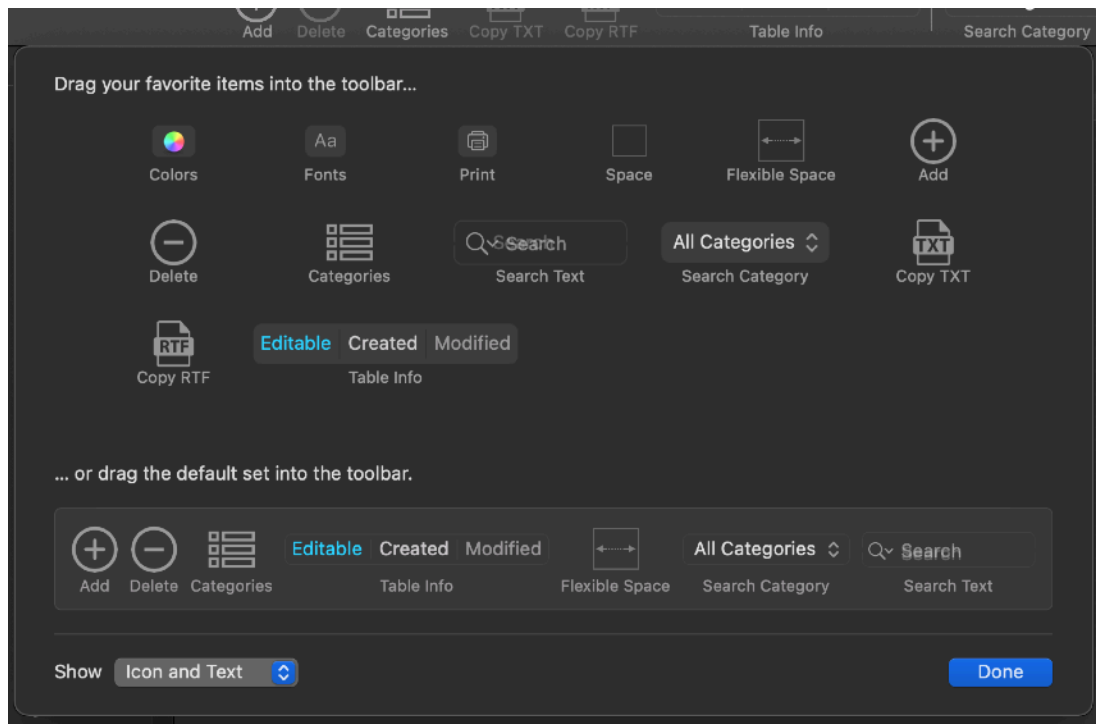 Add Delete Categories Copy TXT Copy RTF Table Info Search Category
Drag your favorite items into the toolbar...
Aa
Colors Fonts Print Space Flexible Space Add
Search All Categories TXT
Delete Categories Search Text Search Category Copy TXT
RTF Editable Created Modified
Copy RTF Table Info
... or drag the default set into the toolbar.
Editable Created Modified All Categories Search
Add Delete Categories Table Info Flexible Space Search Category Search Text
Show Icon and Text Done